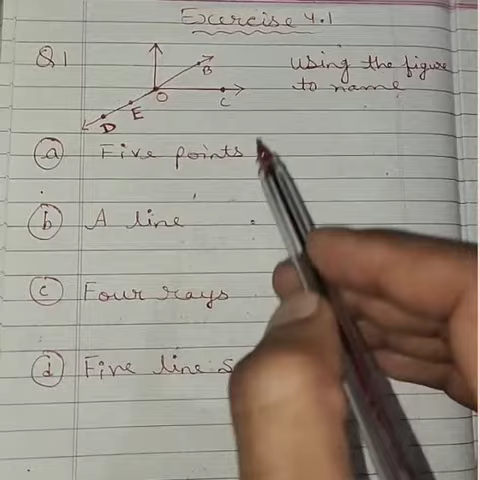 Exercise 4.1
Q1 using the figure
to name
B
O
C
E
D
(a) Five points
(b) A line
(c) Four rays
(d) Five line s